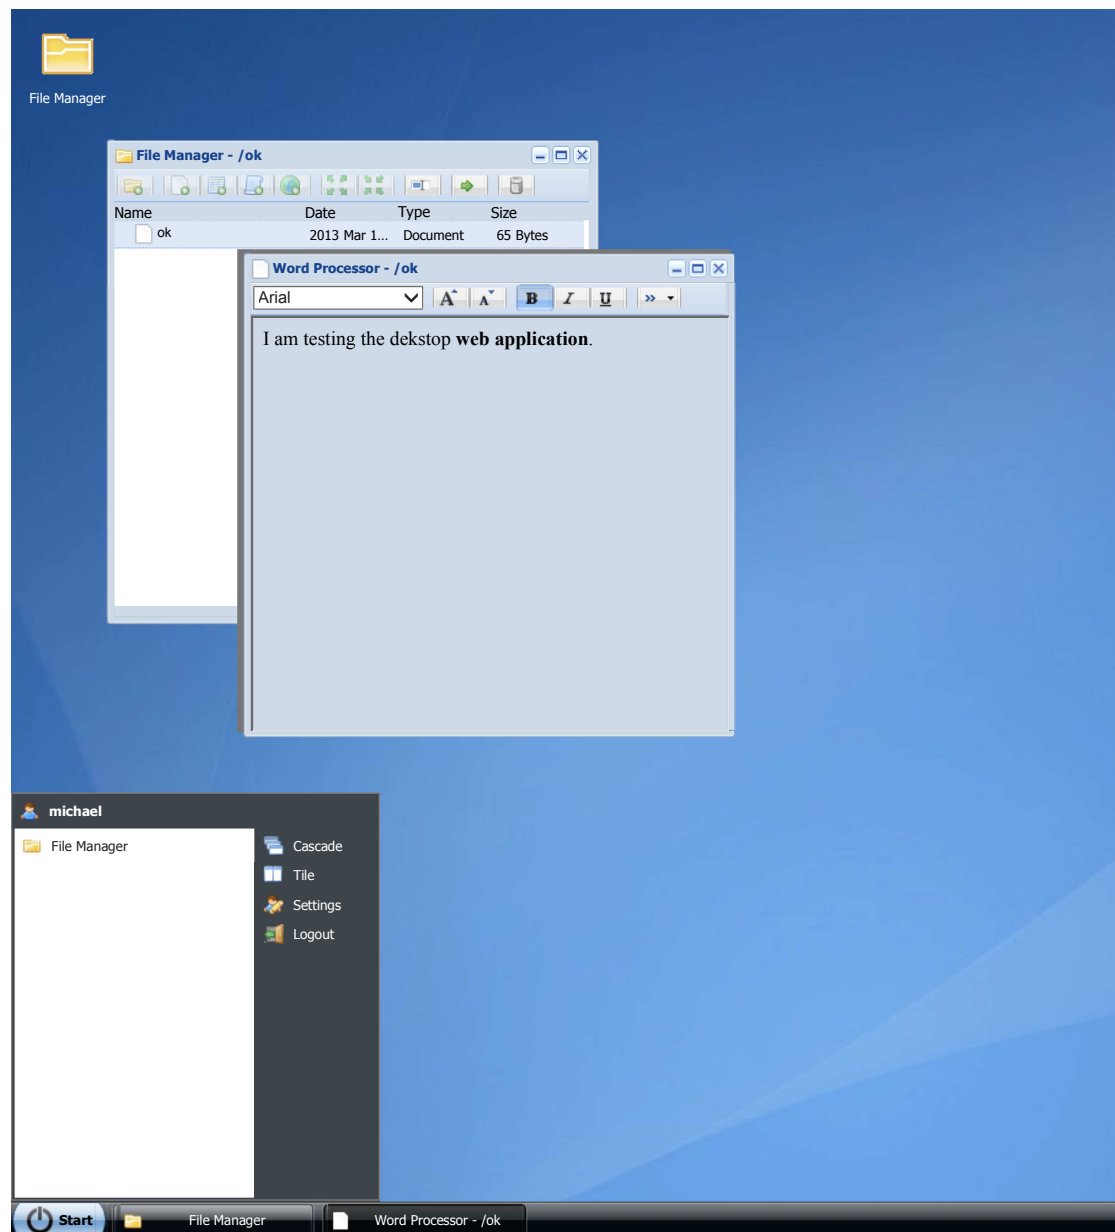 File Manager
File Manager - /ok
Name Date Type Size
ok 2013 Mar 1... Document 65 Bytes
Word Processor - /ok
Arial A A B I U »
I am testing the dekstop web application.
michael
File Manager Cascade
Tile
Settings
Logout
Start File Manager Word Processor - /ok